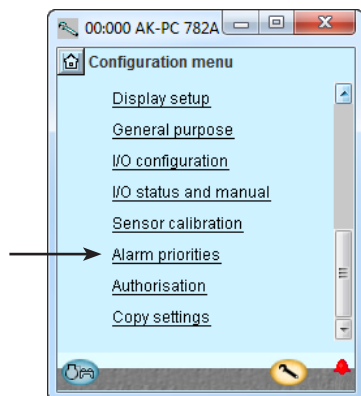 00:000 AK-PC 782A
Configuration menu
Display setup
General purpose
I/O configuration
I/O status and manual
Sensor calibration
Alarm priorities
Authorisation
Copy settings